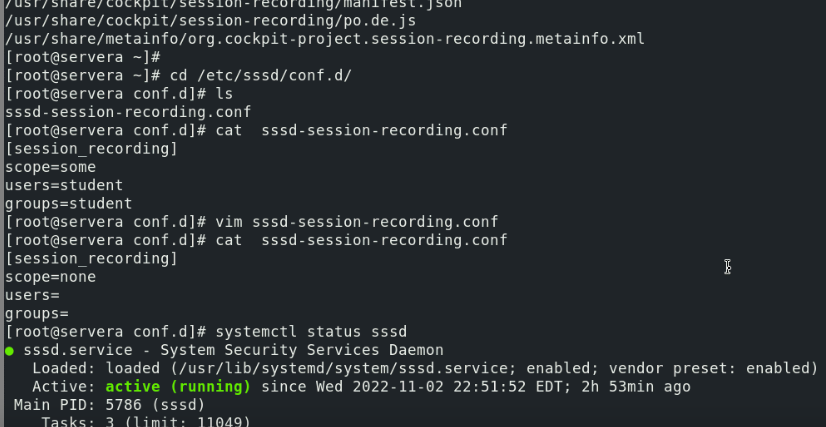 /usr/share/cockpit/session-recording/manifest.json
/usr/share/cockpit/session-recording/po.de.js
/usr/share/metainfo/org.cockpit-project.session-recording.metainfo.xml
[root@servera ~]#
[root@servera ~]# cd /etc/sssd/conf.d/
[root@servera conf.d]# ls
sssd-session-recording.conf
[root@servera conf.d]# cat  sssd-session-recording.conf
[session_recording]
scope=some
users=student
groups=student
[root@servera conf.d]# vim sssd-session-recording.conf
[root@servera conf.d]# cat  sssd-session-recording.conf
[session_recording]
scope=none
users=
groups=
[root@servera conf.d]# systemctl status sssd
● sssd.service - System Security Services Daemon
   Loaded: loaded (/usr/lib/systemd/system/sssd.service; enabled; vendor preset: enabled)
   Active: active (running) since Wed 2022-11-02 22:51:52 EDT; 2h 53min ago
 Main PID: 5786 (sssd)
    Tasks: 3 (limit: 11049)